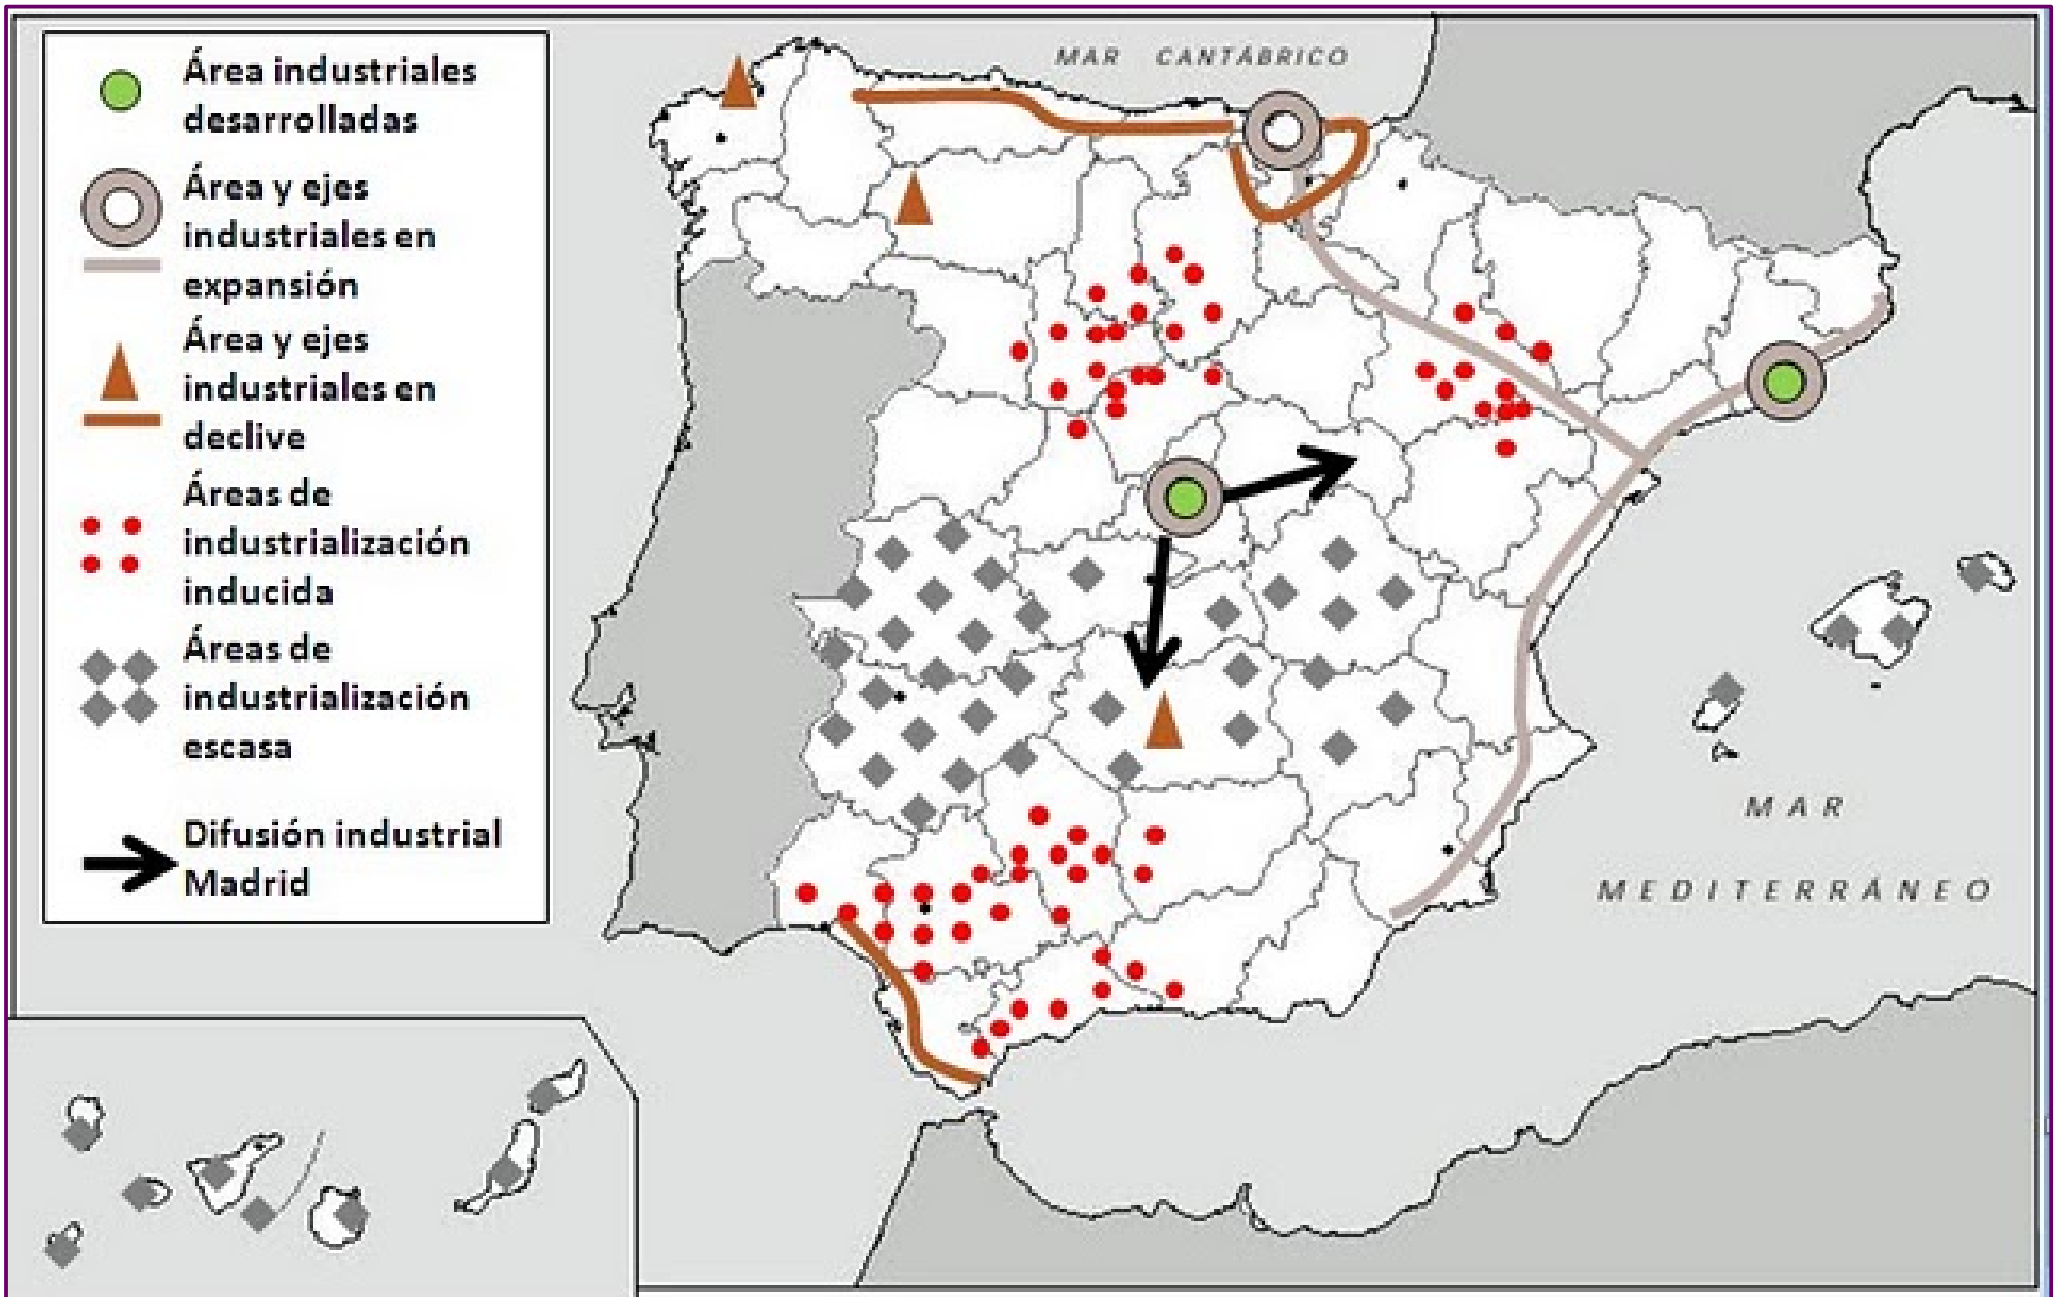 Área industriales
desarrolladas
Área y ejes
industriales en
expansión
Área y ejes
industriales en
declive
Áreas de
industrialización
inducida
Áreas de
industrialización
escasa
Difusión industrial
Madrid
MAR CANTÁBRICO
MAR
MEDITERRÁNEO